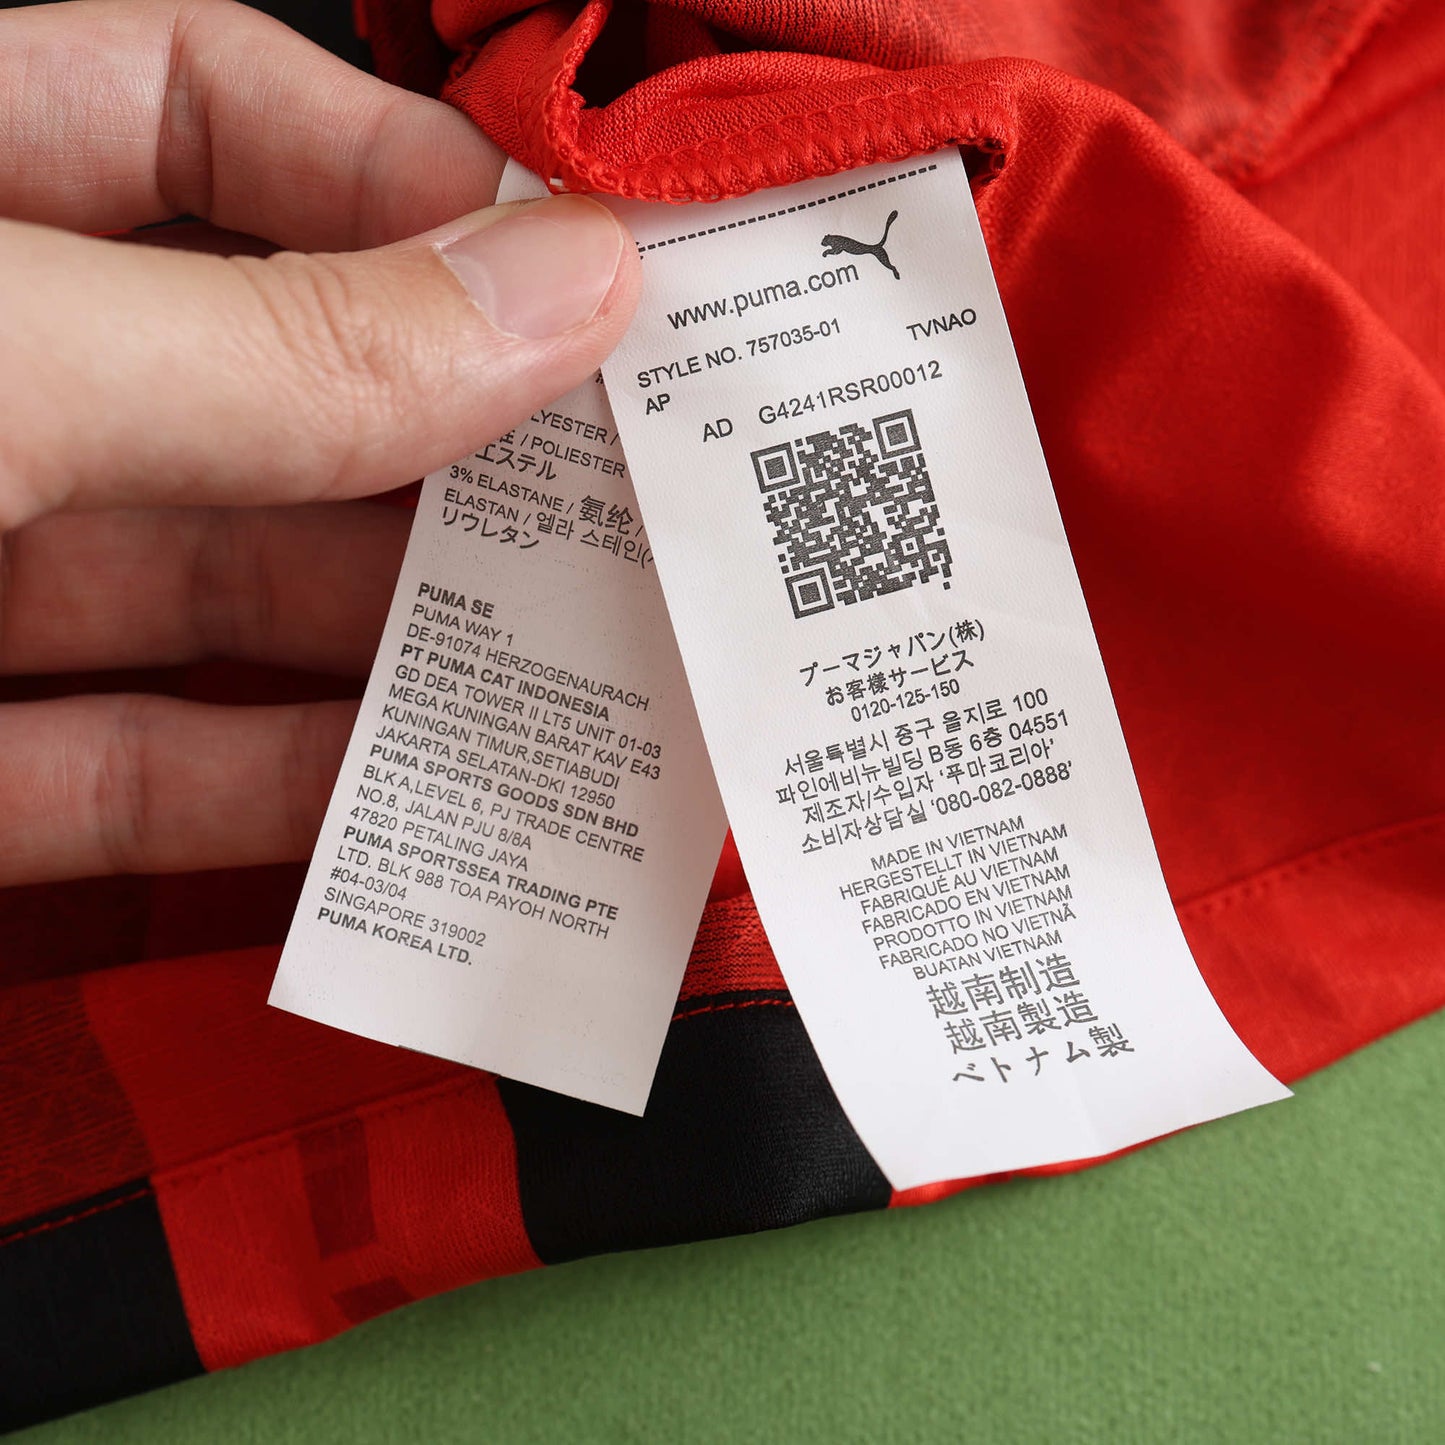 www.puma.com
STYLE NO. 757035-01 TVNAO
AP
AD G4241RSR00012
プーマジャパン(株)
お客様サービス
0120-125-150
서울특별시 중구 을지로 100
파인에비뉴빌딩 B동 6층 04551
제조자/수입자 '푸마코리아'
소비자상담실 '080-082-0888'
MADE IN VIETNAM
HERGESTELLT IN VIETNAM
FABRIQUÉ AU VIETNAM
FABRICADO EN VIETNAM
PRODOTTO IN VIETNAM
FABRICADO NO VIETNÃ
BUATAN VIETNAM
越南制造
越南製造
ベトナム製
/ POLIESTER
エステル
3% ELASTANE / 氨纶 /
ELASTAN / 엘라 스테인(
リウレタン
PUMA SE
PUMA WAY 1
DE-91074 HERZOGENAURACH
PT PUMA CAT INDONESIA
GD DEA TOWER II LT5 UNIT 01-03
MEGA KUNINGAN BARAT KAV E43
KUNINGAN TIMUR,SETIABUDI
JAKARTA SELATAN-DKI 12950
PUMA SPORTS GOODS SDN BHD
BLK A,LEVEL 6, PJ TRADE CENTRE
NO.8, JALAN PJU 8/8A
47820 PETALING JAYA
PUMA SPORTSSEA TRADING PTE
LTD. BLK 988 TOA PAYOH NORTH
#04-03/04
SINGAPORE 319002
PUMA KOREA LTD.